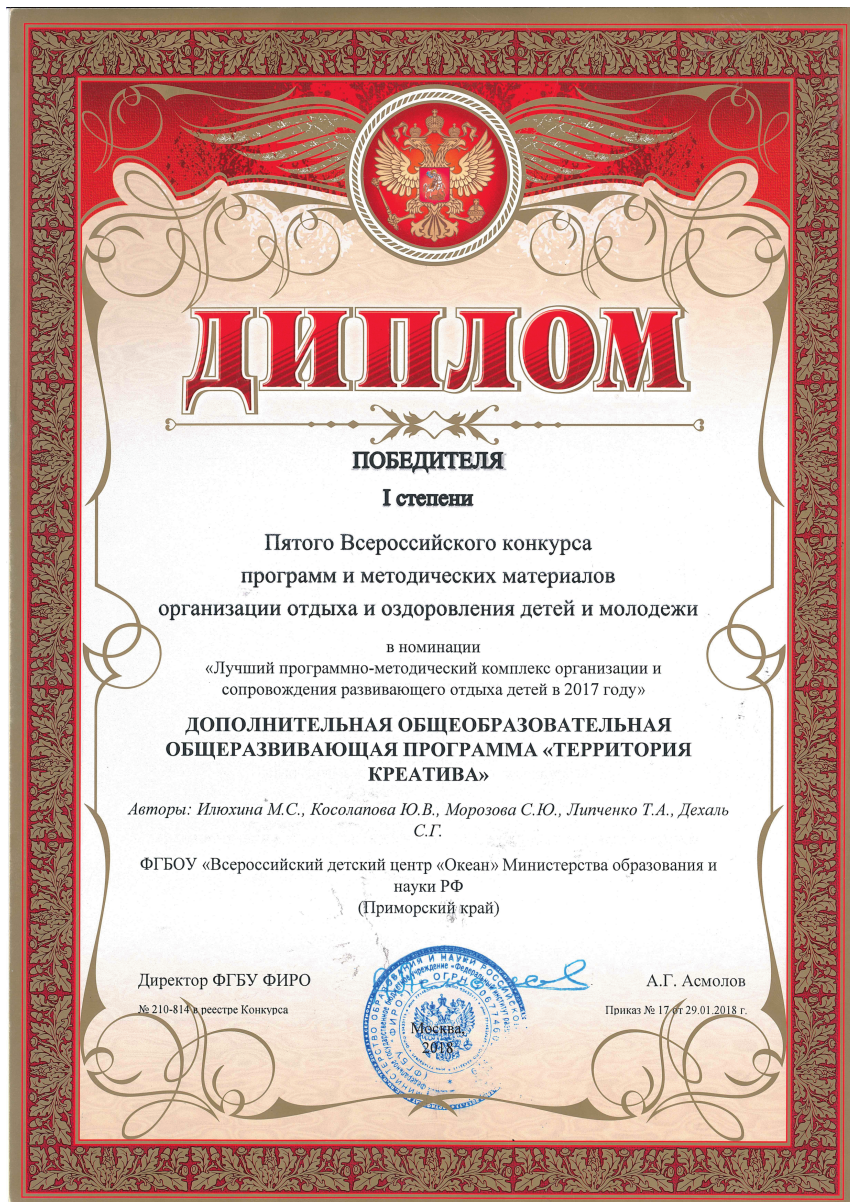 ДИПЛОМ
ПОБЕДИТЕЛЯ
I степени
Пятого Всероссийского конкурса
программ и методических материалов
организации отдыха и оздоровления детей и молодежи
в номинации
«Лучший программно-методический комплекс организации и
сопровождения развивающего отдыха детей в 2017 году»
ДОПОЛНИТЕЛЬНАЯ ОБЩЕОБРАЗОВАТЕЛЬНАЯ
ОБЩЕРАЗВИВАЮЩАЯ ПРОГРАММА «ТЕРРИТОРИЯ
КРЕАТИВА»
Авторы: Илюхина М.С., Косолапова Ю.В., Морозова С.Ю., Липченко Т.А., Дехаль
С.Г.
ФГБОУ «Всероссийский детский центр «Океан» Министерства образования и
науки РФ
(Приморский край)
Директор ФГБУ ФИРО
А.Г. Асмолов
№ 210-814 в реестре Конкурса
Приказ № 17 от 29.01.2018 г.
Москва,
2018